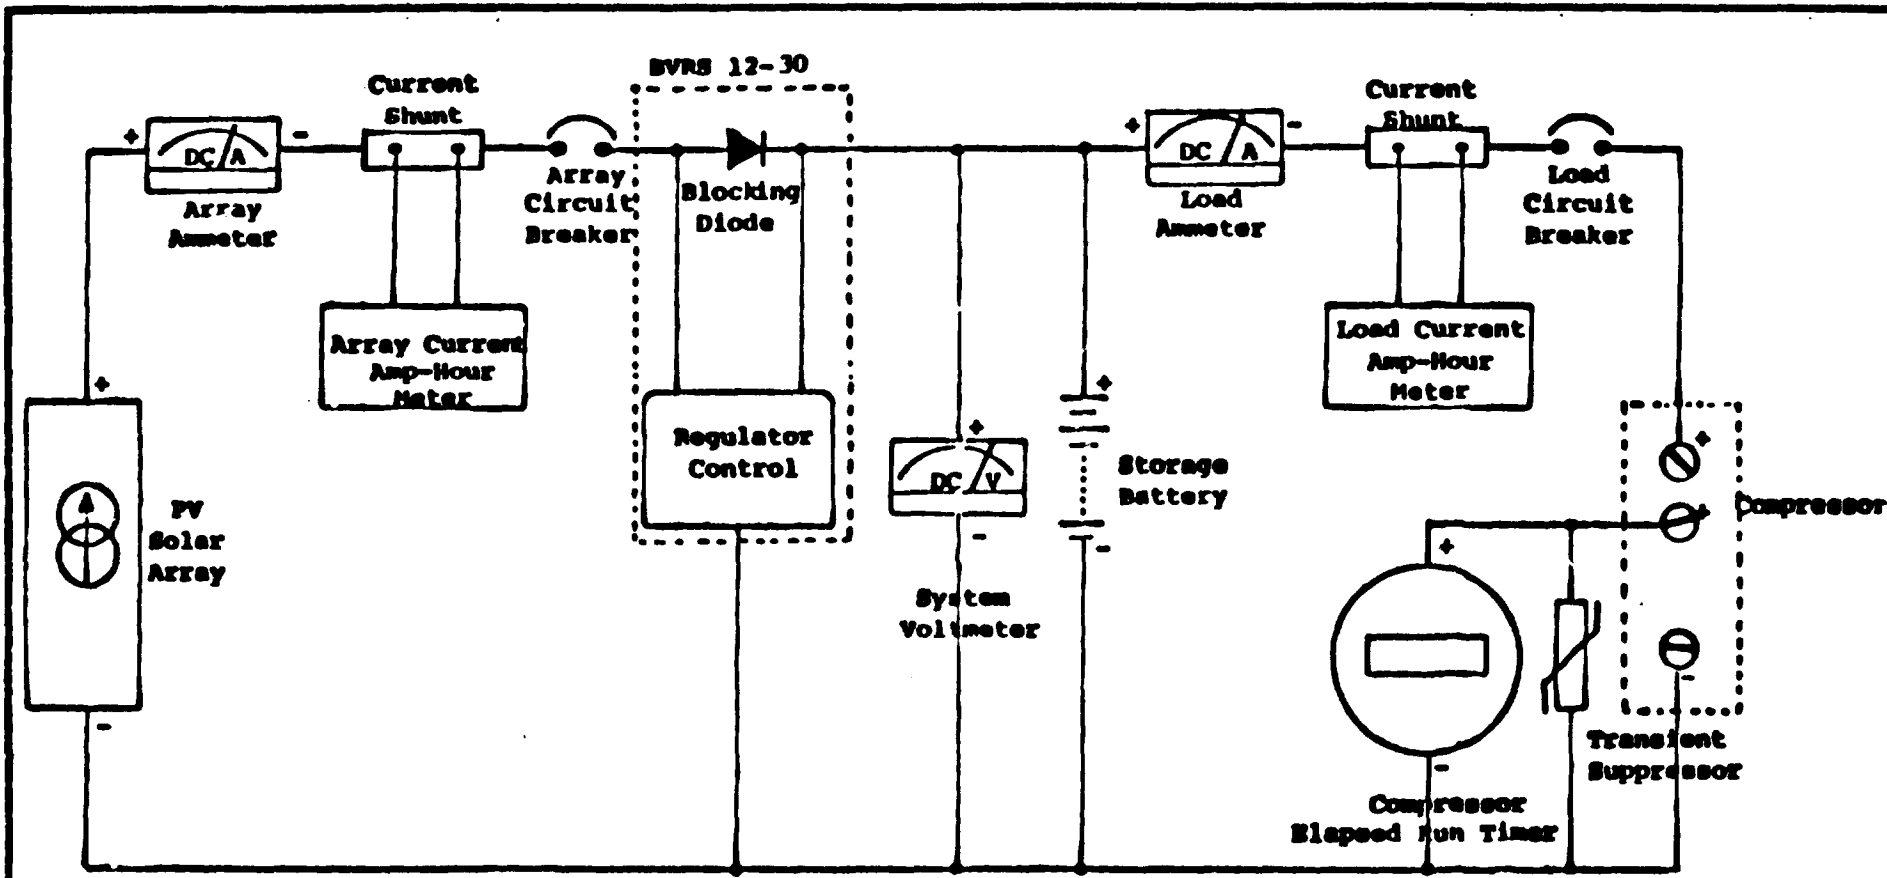 BVRS 12-30
Current
Shunt
+
DC A
-
Array
Ammeter
Array
Circuit
Breaker
Blocking
Diode
+
DC A
-
Load
Ammeter
Current
Shunt
Load
Circuit
Breaker
Array Current
Amp-Hour
Meter
Load Current
Amp-Hour
Meter
+
PV
Solar
Array
-
Regulator
Control
+
DC V
-
System
Voltmeter
+
Storage
Battery
-
+
+
Compressor
-
+
-
Compressor
Elapsed Run Timer
Transient
Suppressor